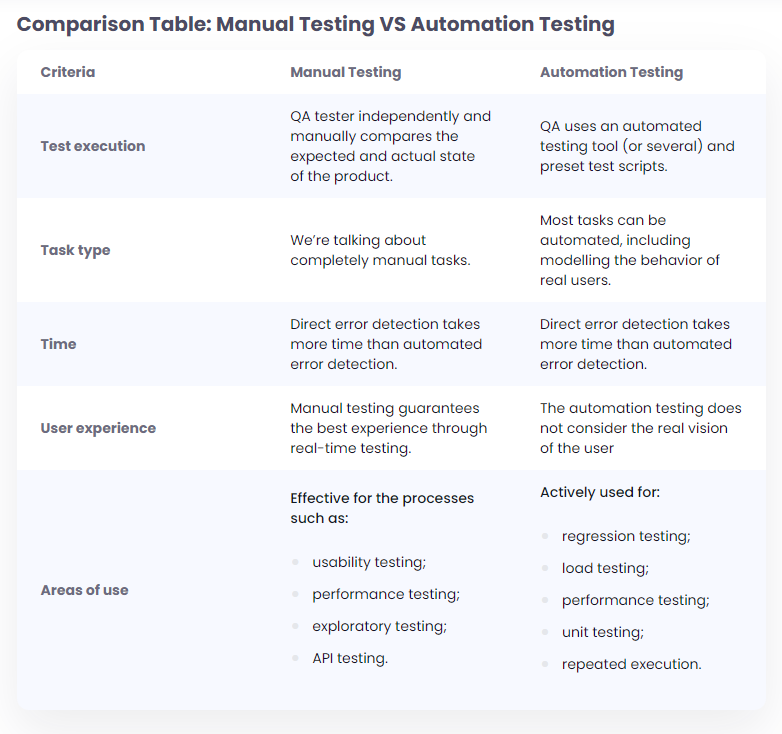 Comparison Table: Manual Testing VS Automation Testing
Criteria
Manual Testing
Automation Testing
Test execution
QA tester independently and
manually compares the
expected and actual state
of the product.
QA uses an automated
testing tool (or several) and
preset test scripts.
Task type
We’re talking about
completely manual tasks.
Most tasks can be
automated, including
modelling the behavior of
real users.
Time
Direct error detection takes
more time than automated
error detection.
Direct error detection takes
more time than automated
error detection.
User experience
Manual testing guarantees
the best experience through
real-time testing.
The automation testing does
not consider the real vision
of the user
Areas of use
Effective for the processes
such as:
usability testing;
performance testing;
exploratory testing;
API testing.
Actively used for:
regression testing;
load testing;
performance testing;
unit testing;
repeated execution.